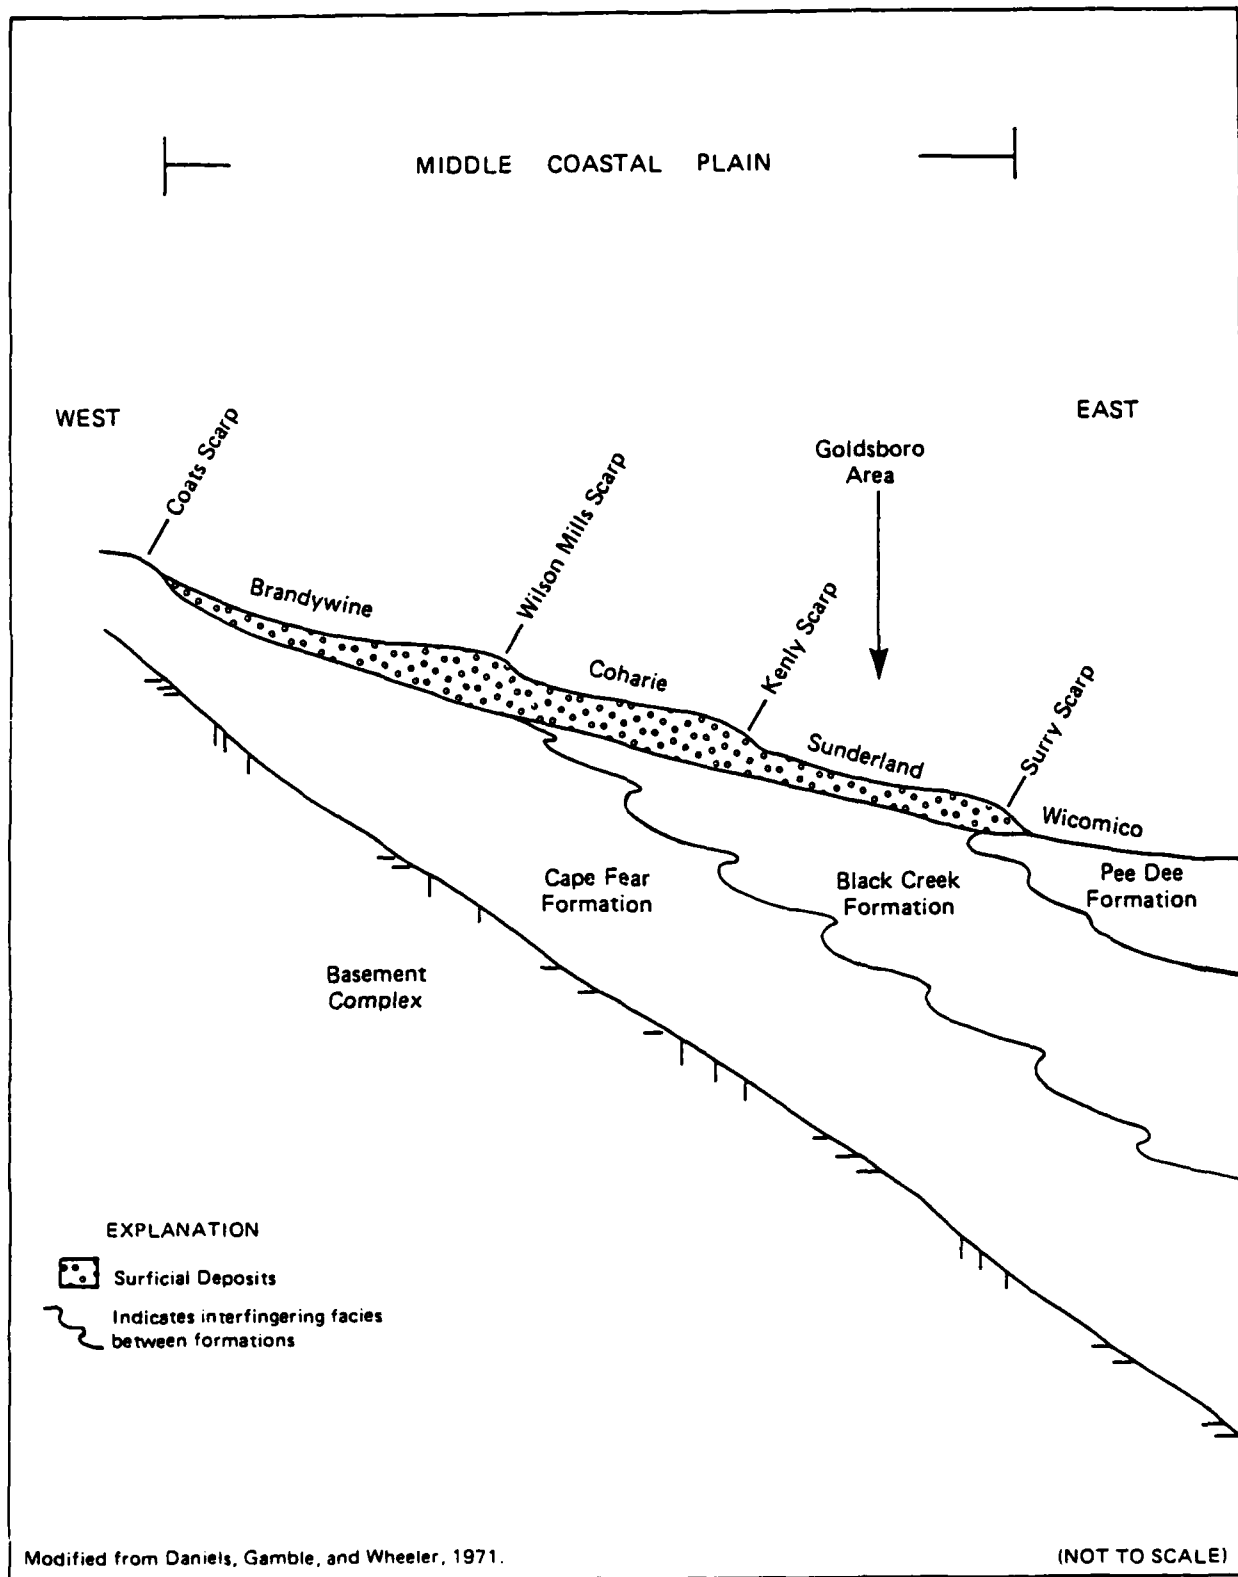 MIDDLE COASTAL PLAIN
WEST
EAST
Coats Scarp
Wilson Mills Scarp
Goldsboro
Area
Kenly Scarp
Surry Scarp
Brandywine
Coharie
Sunderland
Wicomico
Cape Fear
Formation
Black Creek
Formation
Pee Dee
Formation
Basement
Complex
EXPLANATION
Surficial Deposits
Indicates interfingering facies
between formations
Modified from Daniels, Gamble, and Wheeler, 1971.
(NOT TO SCALE)